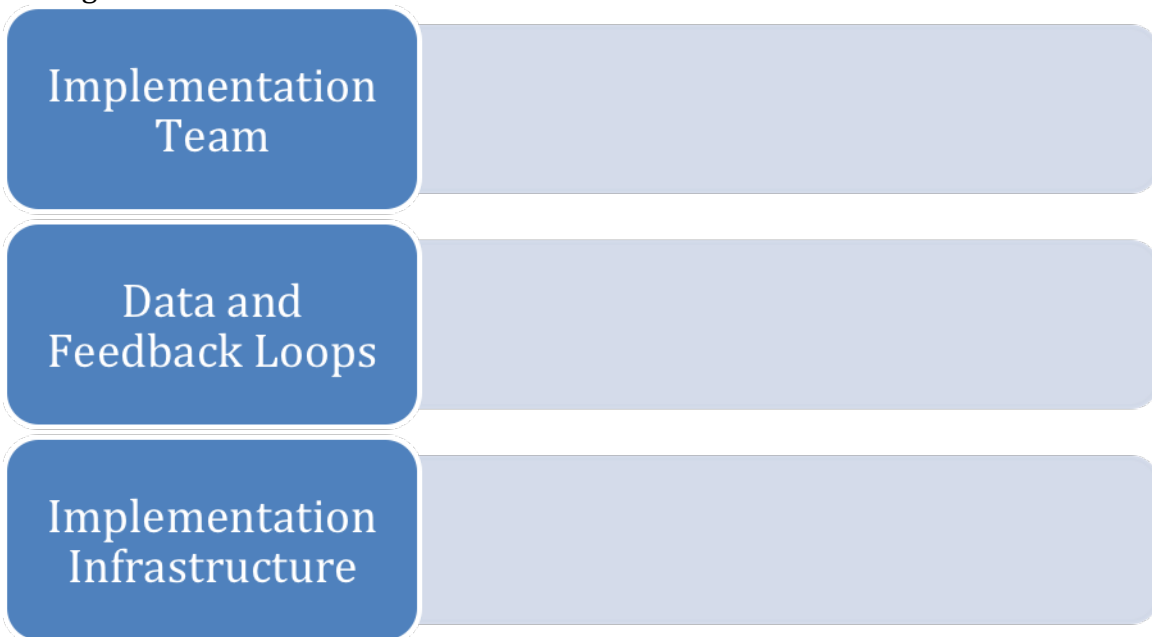 Implementation
Team
Data and
Feedback Loops
Implementation
Infrastructure